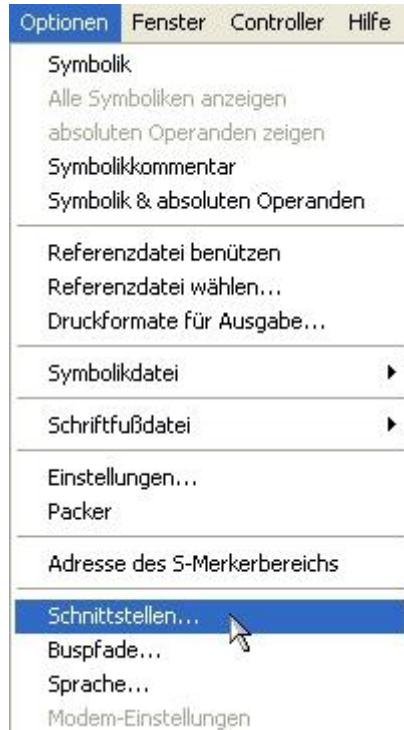 Optionen Fenster Controller Hilfe
Symbolik
Alle Symboliken anzeigen
absoluten Operanden zeigen
Symbolikkommentar
Symbolik & absoluten Operanden
Referenzdatei benützen
Referenzdatei wählen...
Druckformate für Ausgabe...
Symbolikdatei
Schriftfußdatei
Einstellungen...
Packer
Adresse des S-Merkerbereichs
Schnittstellen...
Buspfade...
Sprache...
Modem-Einstellungen